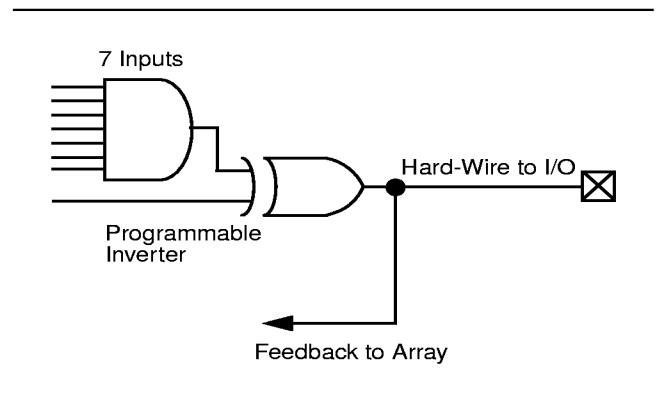 7 Inputs
Hard-Wire to I/O
Programmable
Inverter
Feedback to Array